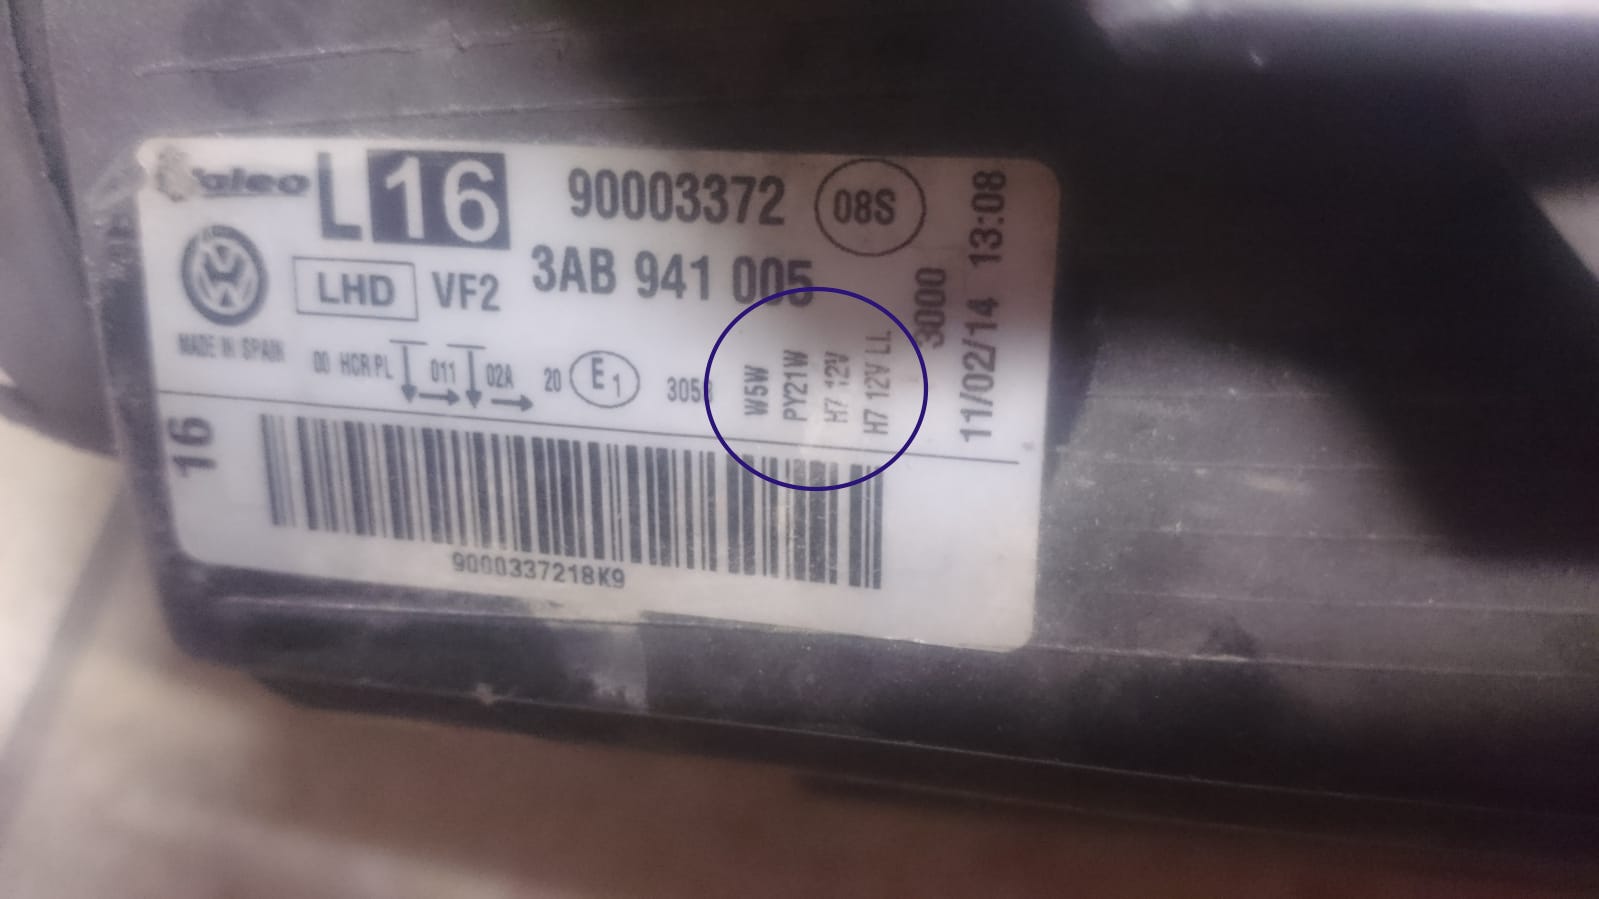 Valeo L 16 90003372 08S
LHD VF2 3AB 941 005
MADE IN SPAIN
00 HCR PL 011 02A 20 E1
W5W
PY21W
H7 12V
H7 12V LL
3000
11/02/14 13:08
16
9000337218K9